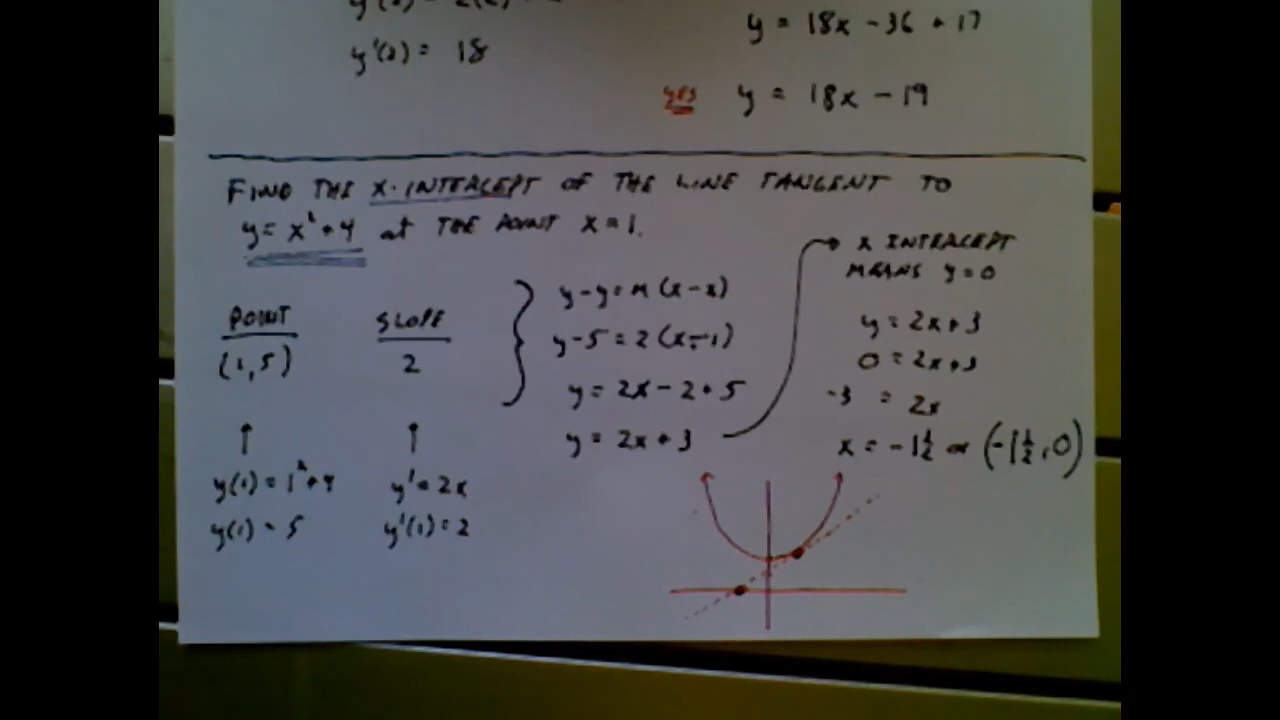 y'(2) = 18
y = 18x - 36 + 17
yes y = 18x - 19
FIND THE X-INTERCEPT OF THE LINE TANGENT TO
y = x² + 4 at THE POINT x = 1.
POINT
(1,5)
↑
y(1) = 1² + 4
y(1) = 5
SLOPE
2
↑
y' = 2x
y'(1) = 2
y - y = m(x - x)
y - 5 = 2(x - 1)
y = 2x - 2 + 5
y = 2x + 3
X INTERCEPT
MEANS y = 0
y = 2x + 3
0 = 2x + 3
-3 = 2x
x = -1½ or (-1½, 0)